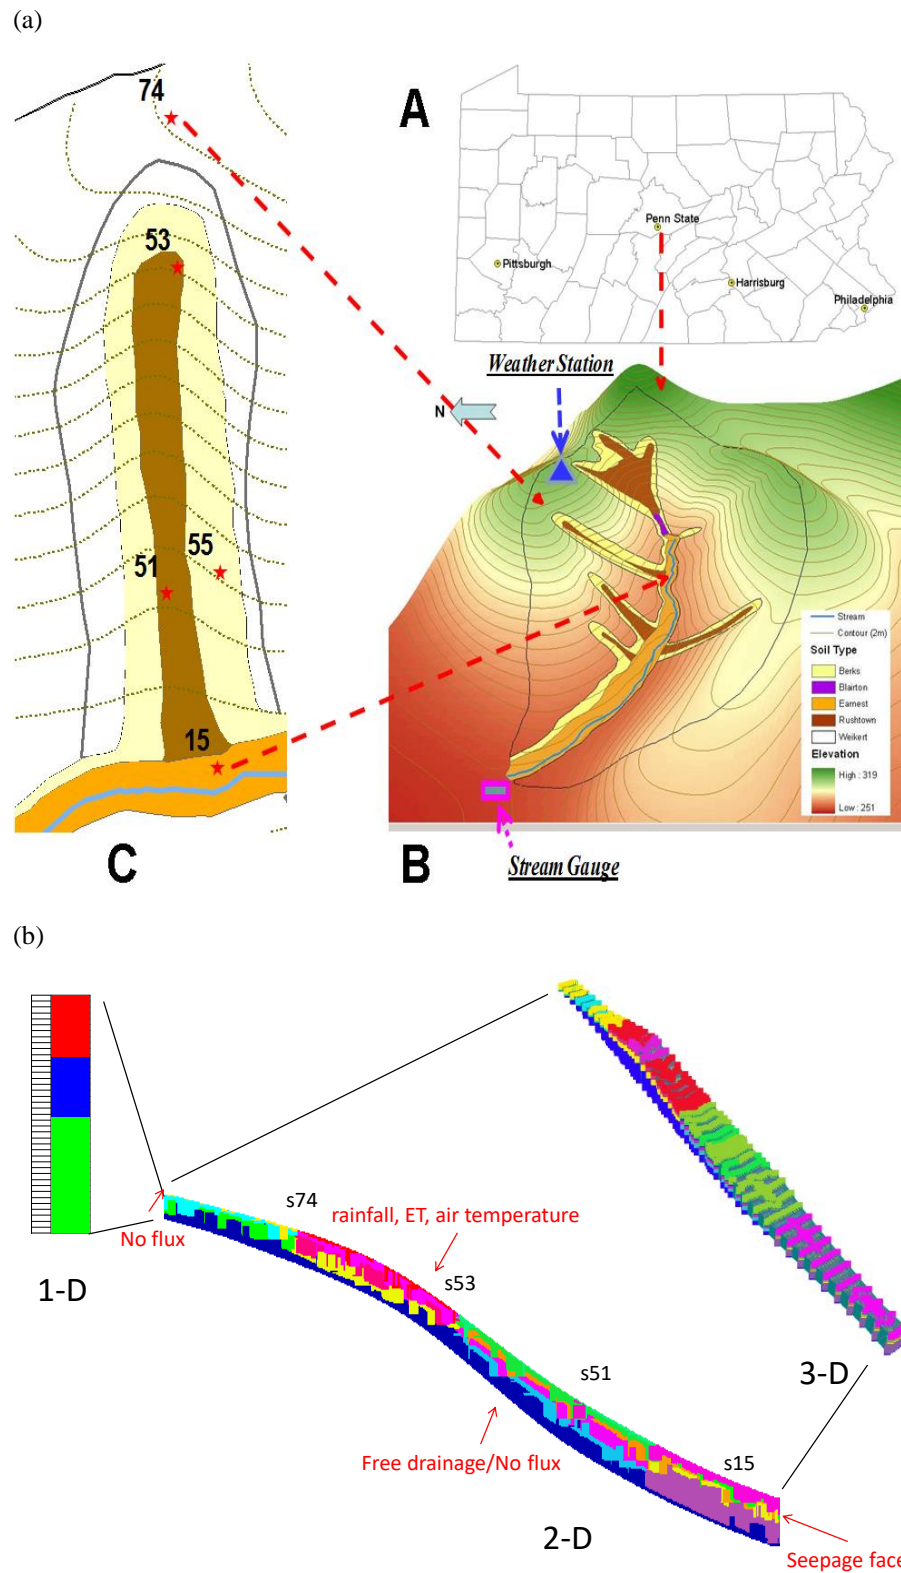 (a)
74
A
53
Penn State
Pittsburgh
Harrisburg
Philadelphia
Weather Station
N
55
51
15
Stream
Contour (2m)
Soil Type
Berks
Blairton
Earnest
Rushtown
Weikert
Elevation
High : 319
Low : 251
C
B
Stream Gauge
(b)
s74
rainfall, ET, air temperature
No flux
1-D
s53
s51
3-D
s15
Free drainage/No flux
2-D
Seepage face